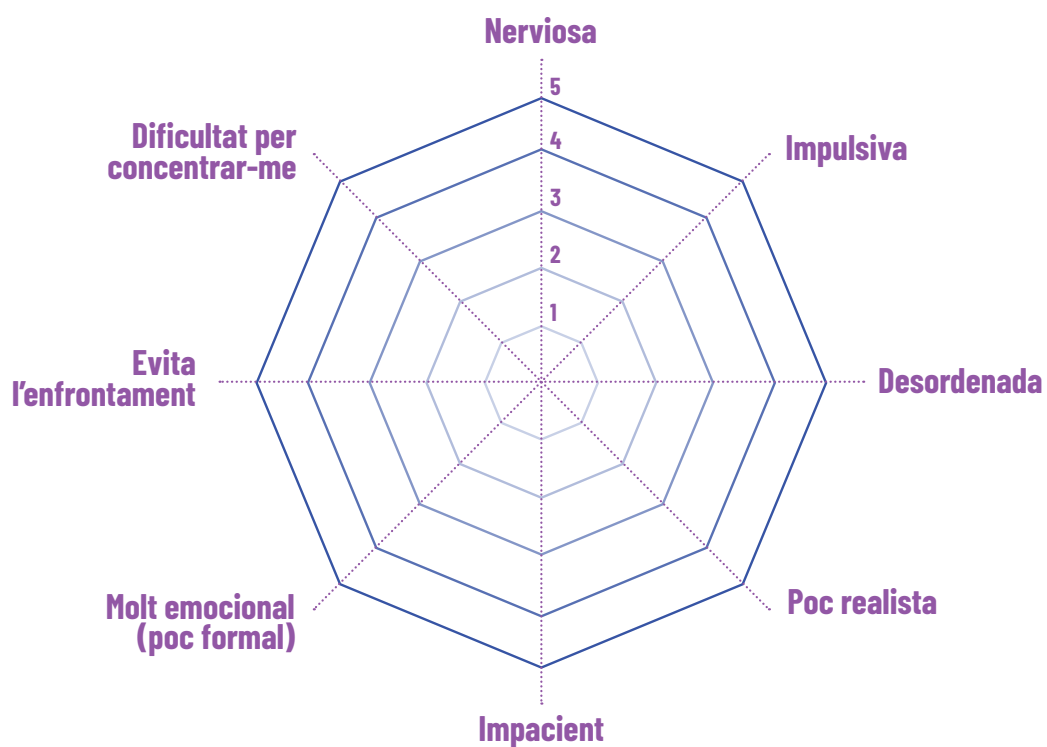 Nerviosa
5
Dificultat per
concentrar-me
4
Impulsiva
3
2
1
Evita
l’enfrontament
Desordenada
Molt emocional
(poc formal)
Poc realista
Impacient